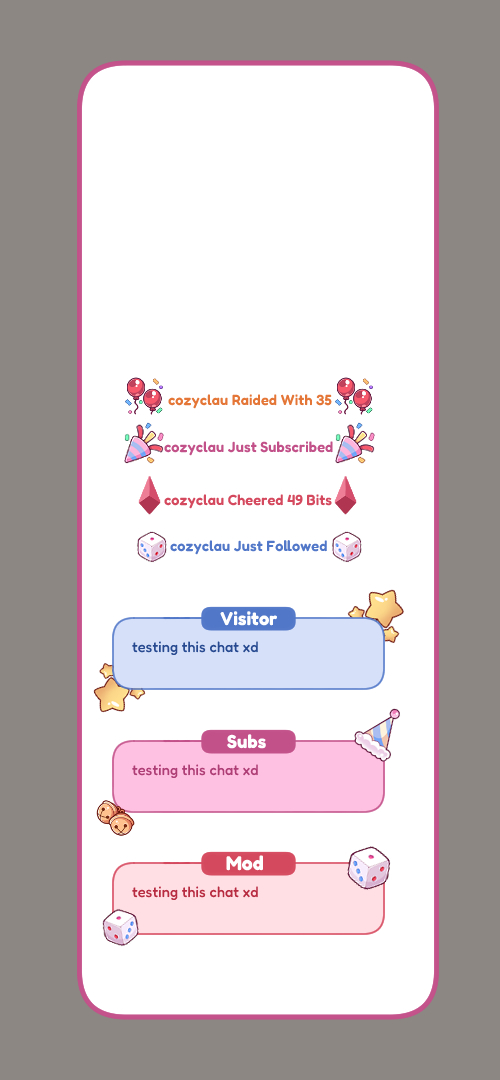 cozyclau Raided With 35
cozyclau Just Subscribed
cozyclau Cheered 49 Bits
cozyclau Just Followed
Visitor
testing this chat xd
Subs
testing this chat xd
Mod
testing this chat xd